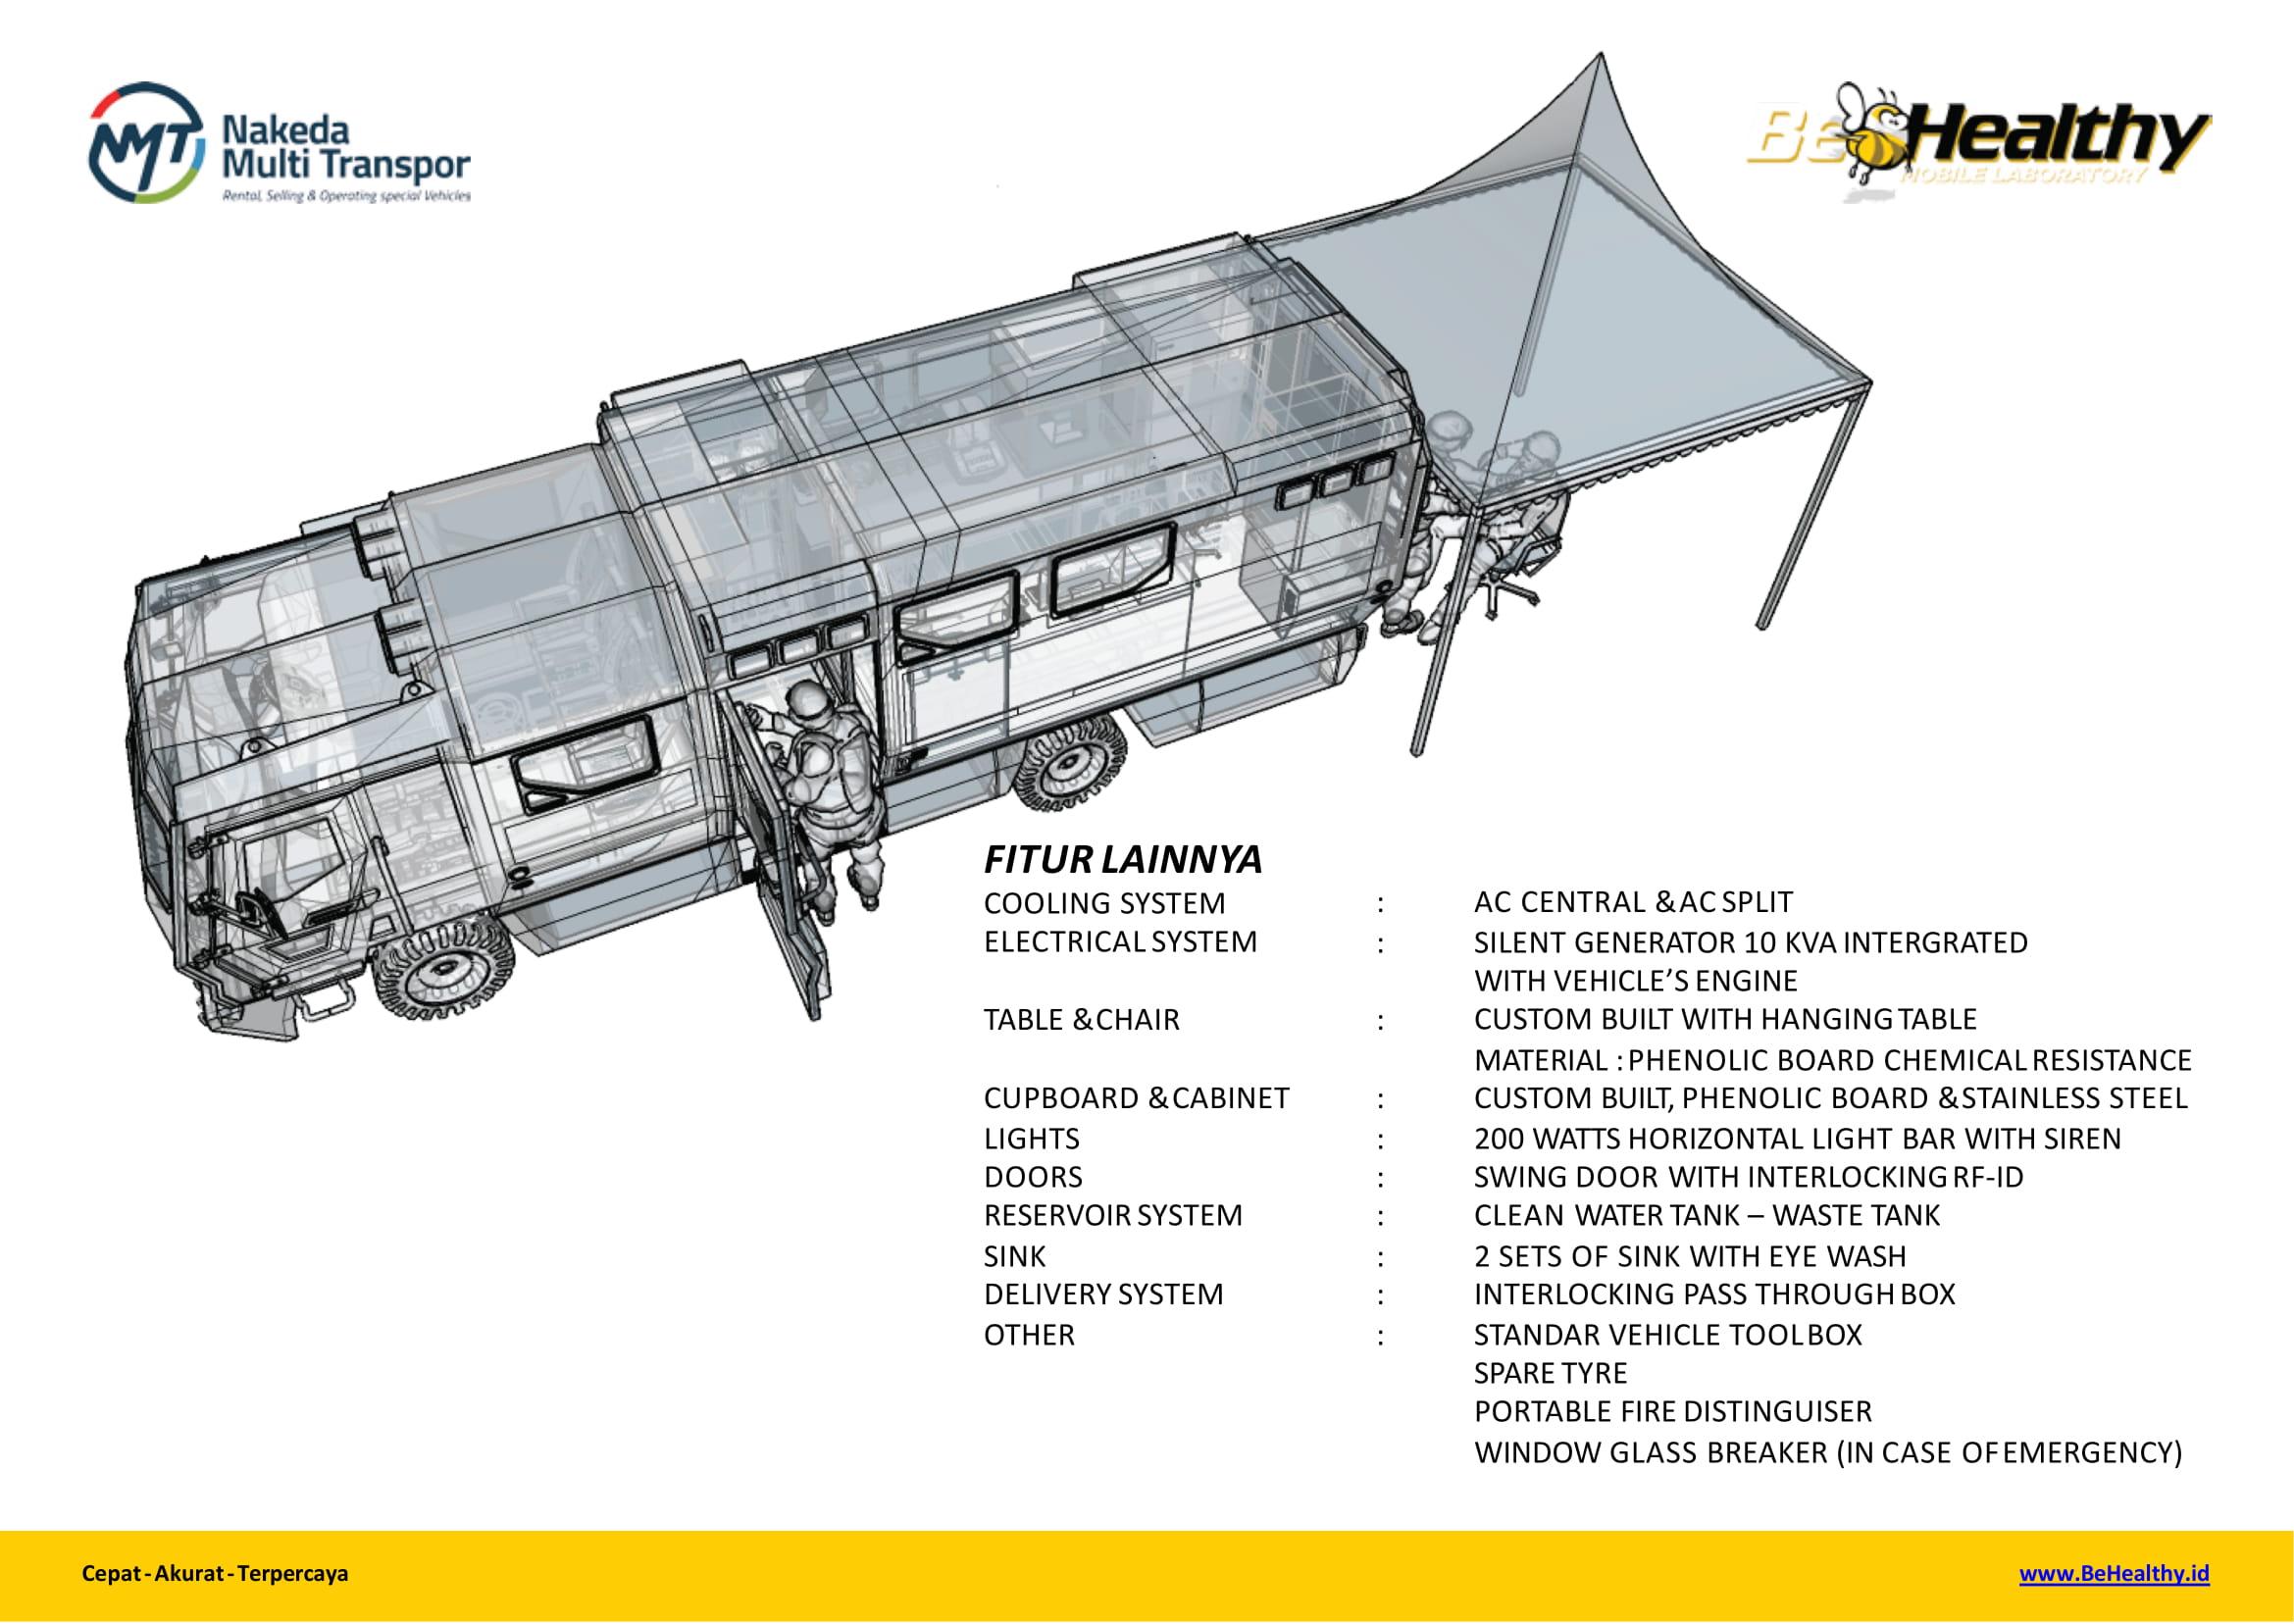 Nakeda
Multi Transpor
Rental, Selling & Operating special Vehicles
NMT
BeHealthy
MOBILE LABORATORY
FITUR LAINNYA
COOLING SYSTEM : AC CENTRAL & AC SPLIT
ELECTRICAL SYSTEM : SILENT GENERATOR 10 KVA INTERGRATED
WITH VEHICLE’S ENGINE
TABLE & CHAIR : CUSTOM BUILT WITH HANGING TABLE
MATERIAL : PHENOLIC BOARD CHEMICAL RESISTANCE
CUPBOARD & CABINET : CUSTOM BUILT, PHENOLIC BOARD & STAINLESS STEEL
LIGHTS : 200 WATTS HORIZONTAL LIGHT BAR WITH SIREN
DOORS : SWING DOOR WITH INTERLOCKING RF-ID
RESERVOIR SYSTEM : CLEAN WATER TANK – WASTE TANK
SINK : 2 SETS OF SINK WITH EYE WASH
DELIVERY SYSTEM : INTERLOCKING PASS THROUGH BOX
OTHER : STANDAR VEHICLE TOOL BOX
SPARE TYRE
PORTABLE FIRE DISTINGUISER
WINDOW GLASS BREAKER (IN CASE OF EMERGENCY)
Cepat - Akurat - Terpercaya
www.BeHealthy.id